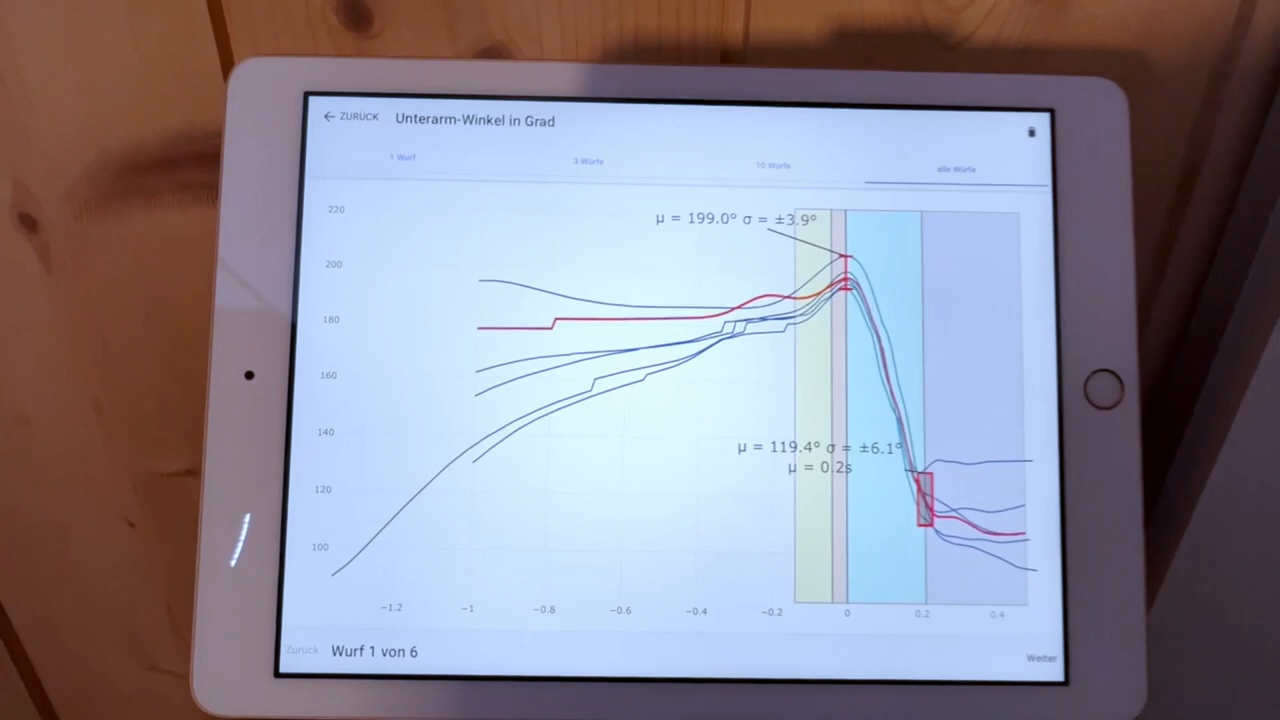 ← ZURÜCK Unterarm-Winkel in Grad
1 Wurf 3 Würfe 10 Würfe alle Würfe
220
μ = 199.0° σ = ±3.9°
200
180
160
140
μ = 119.4° σ = ±6.1°
μ = 0.2s
120
100
−1.2 −1 −0.8 −0.6 −0.4 −0.2 0 0.2 0.4
Zurück Wurf 1 von 6 Weiter